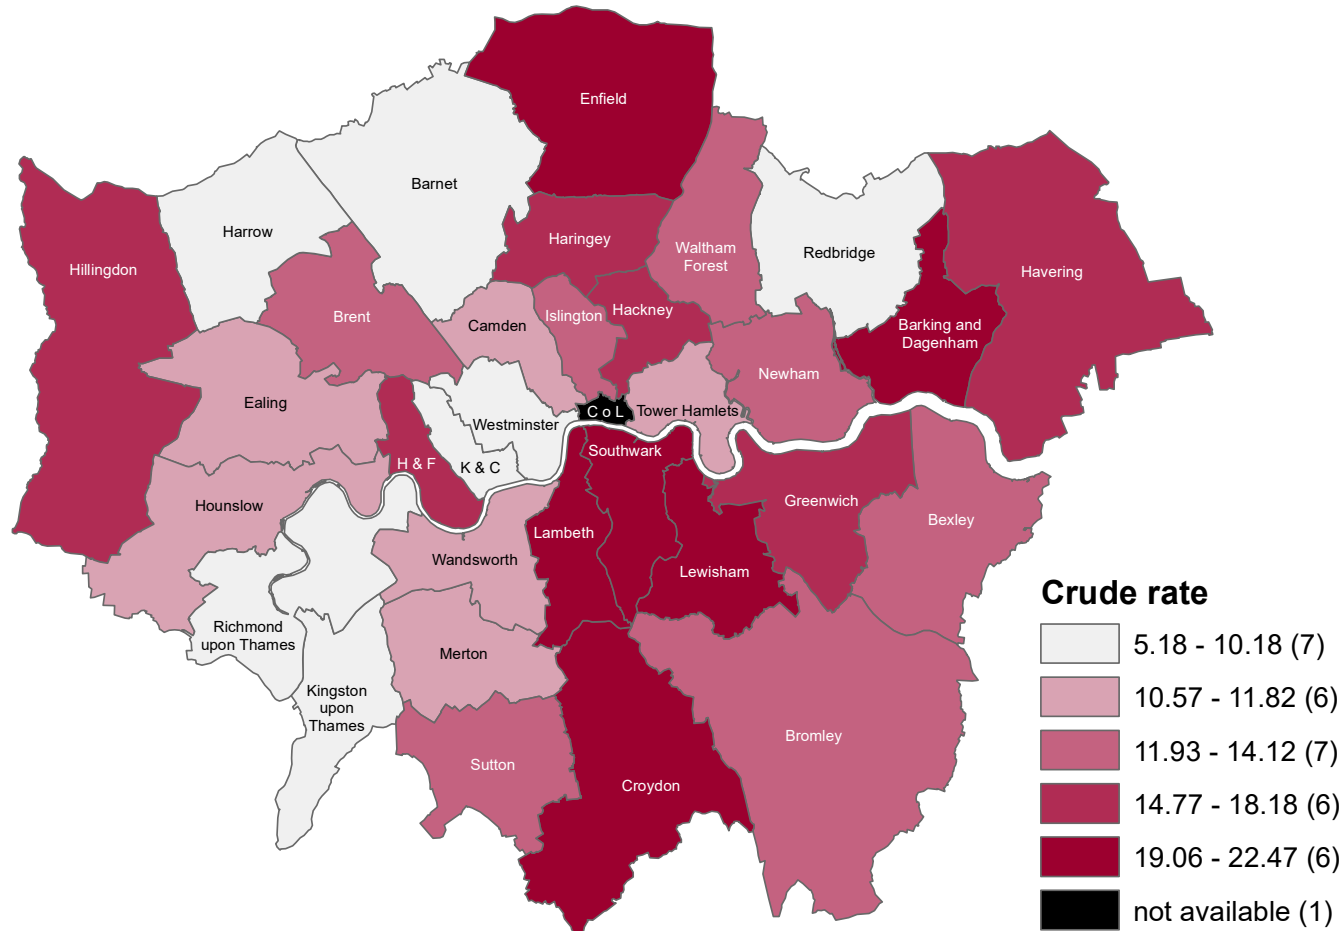 Enfield
Barnet
Harrow
Haringey
Waltham
Forest
Redbridge
Hillingdon
Havering
Brent
Camden
Islington
Hackney
Barking and
Dagenham
Newham
Ealing
Westminster
C o L
Tower Hamlets
H & F
K & C
Southwark
Hounslow
Greenwich
Bexley
Lambeth
Wandsworth
Lewisham
Richmond
upon Thames
Merton
Kingston
upon
Thames
Bromley
Sutton
Croydon
Crude rate
5.18 - 10.18 (7)
10.57 - 11.82 (6)
11.93 - 14.12 (7)
14.77 - 18.18 (6)
19.06 - 22.47 (6)
not available (1)